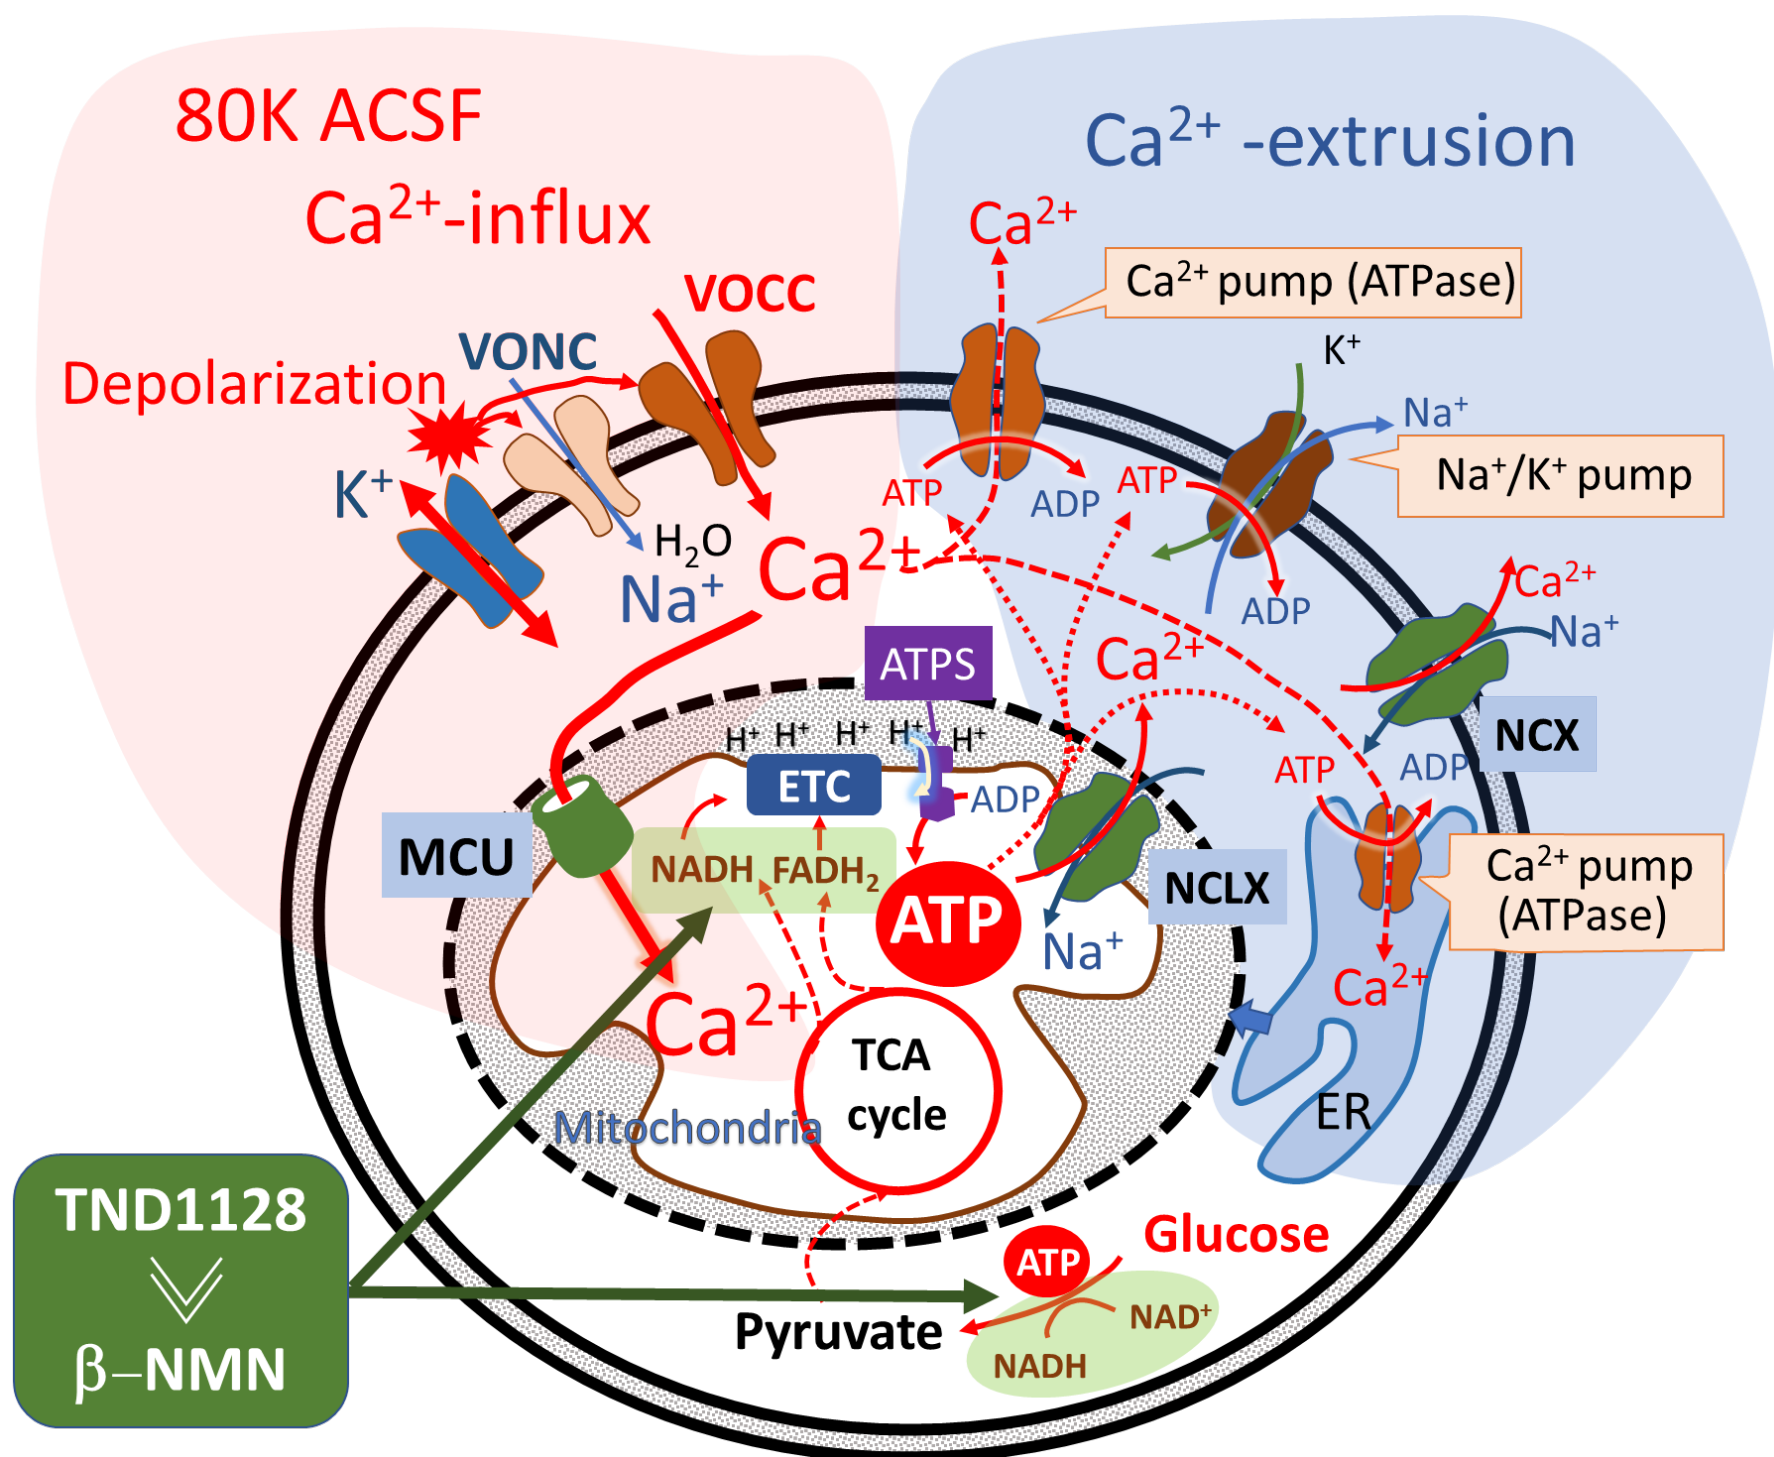 80K ACSF
Ca²⁺-influx
Ca²⁺ -extrusion
Ca²⁺
VOCC
Ca²⁺ pump (ATPase)
VONC
K⁺
Depolarization
Na⁺
Na⁺/K⁺ pump
K⁺
ATP
ADP
ATP
H₂O
Na⁺
Ca²⁺
ADP
Ca²⁺
Na⁺
ATPS
Ca²⁺
H⁺ H⁺ H⁺ H⁺ H⁺
NCX
ETC
ADP
ATP
ADP
MCU
NADH FADH₂
ATP
NCLX
Ca²⁺ pump
(ATPase)
Na⁺
Ca²⁺
Ca²⁺
TCA
cycle
Mitochondria
ER
TND1128
β–NMN
Glucose
ATP
Pyruvate
NAD⁺
NADH